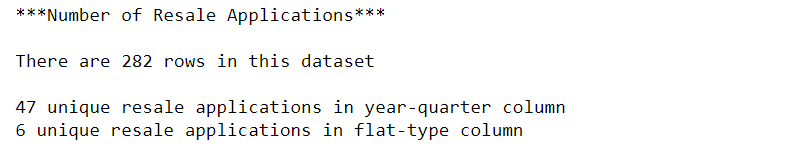 ***Number of Resale Applications***
There are 282 rows in this dataset
47 unique resale applications in year-quarter column
6 unique resale applications in flat-type column